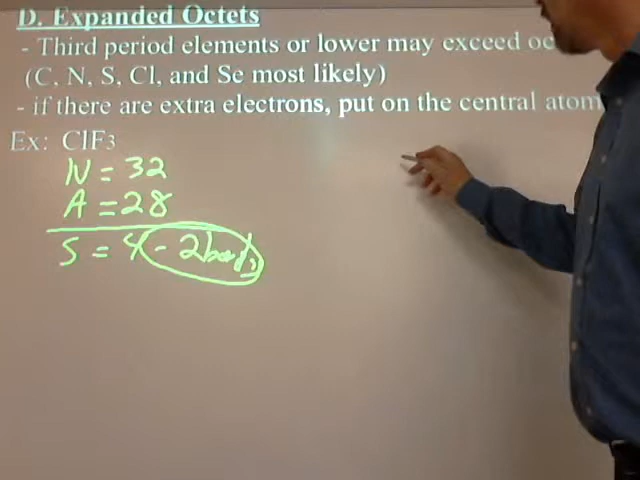 D. Expanded Octets
- Third period elements or lower may exceed
(C, N, S, Cl, and Se most likely)
- if there are extra electrons, put on the central atom
Ex: ClF3
N = 32
A = 28
S = 4 - 2 bonds